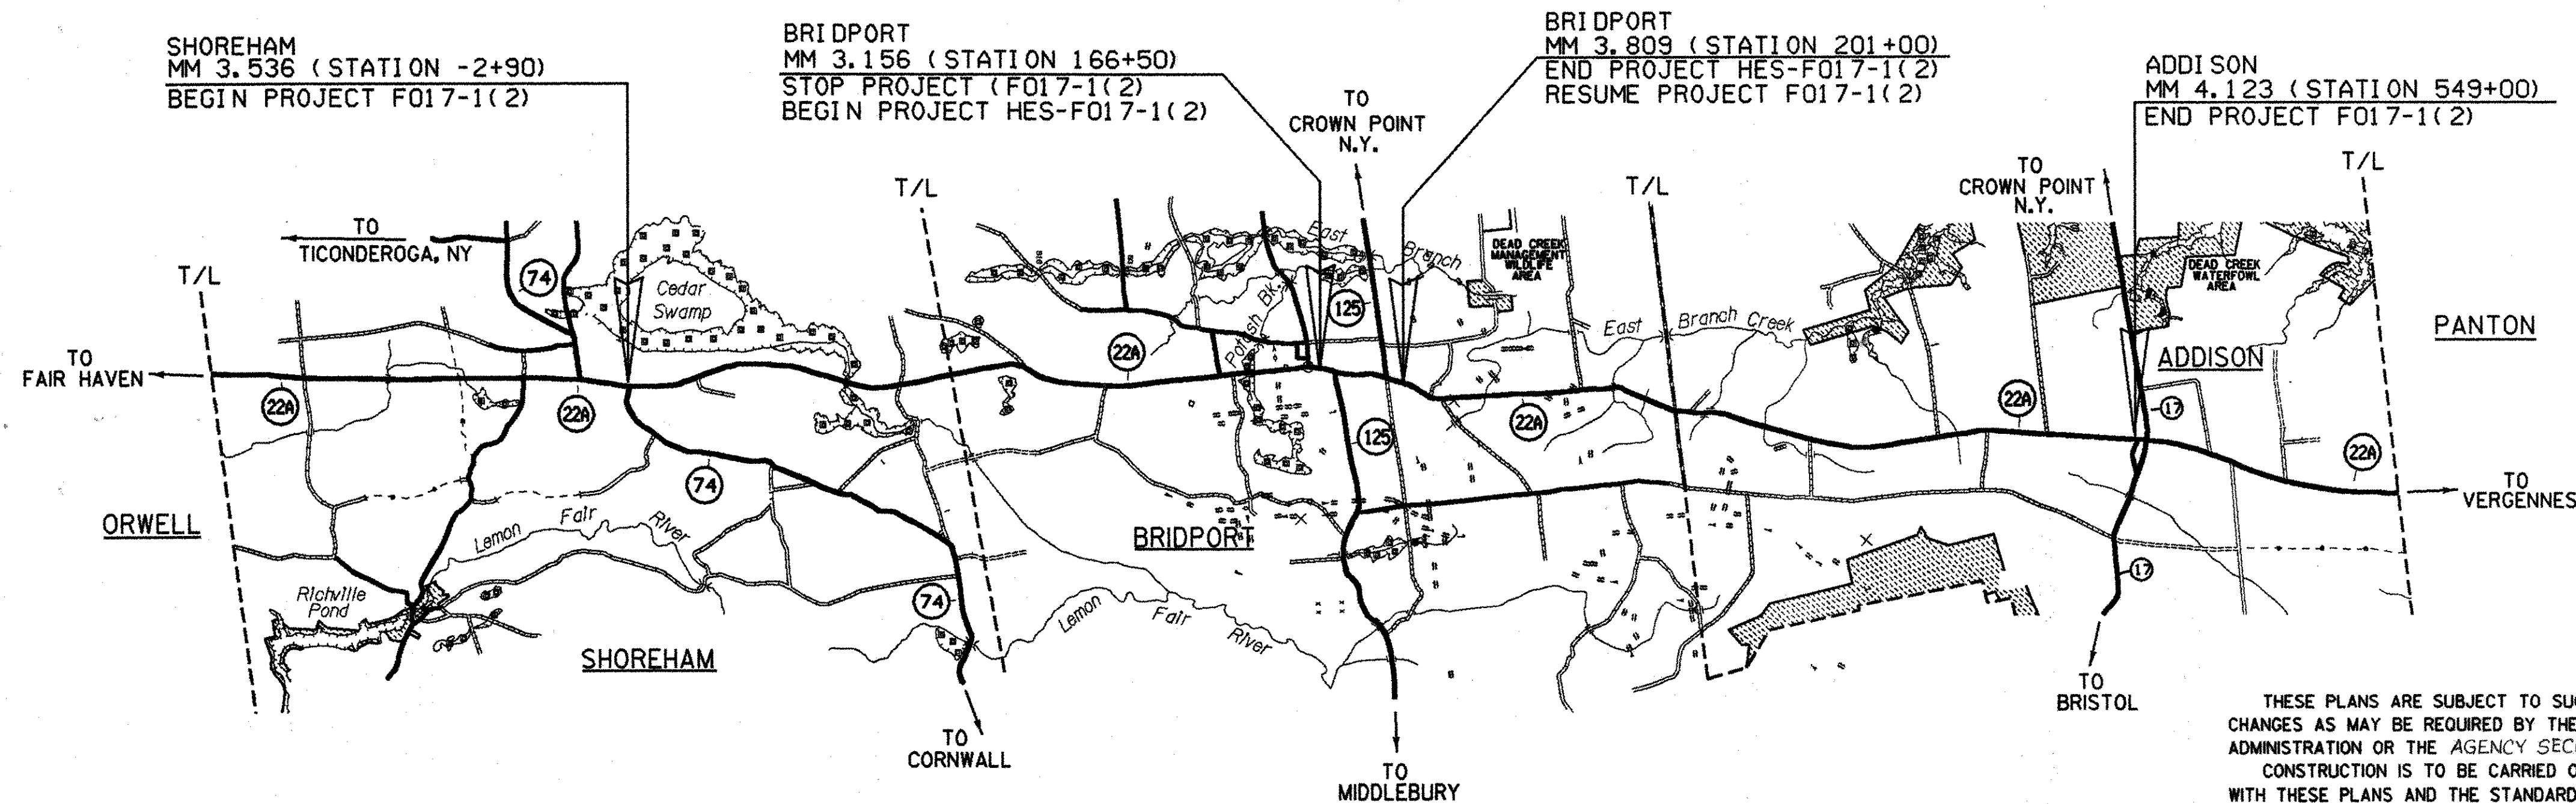 SHOREHAM
MM 3.536 (STATION -2+90)
BEGIN PROJECT F017-1(2)
BRIDPORT
MM 3.156 (STATION 166+50)
STOP PROJECT (F017-1(2)
BEGIN PROJECT HES-F017-1(2)
BRIDPORT
MM 3.809 (STATION 201+00)
END PROJECT HES-F017-1(2)
RESUME PROJECT F017-1(2)
ADDISON
MM 4.123 (STATION 549+00)
END PROJECT F017-1(2)
TO
CROWN POINT
N.Y.
TO
CROWN POINT
N.Y.
T/L
T/L
T/L
T/L
TO
TICONDEROGA, NY
74
Cedar
Swamp
East
Branch
DEAD CREEK
MANAGEMENT
WILDLIFE
AREA
DEAD CREEK
WATERFOWL
AREA
Potash Bk.
125
East Branch Creek
PANTON
ADDISON
TO
FAIR HAVEN
22A
22A
22A
22A
22A
22A
17
125
74
TO
VERGENNES
ORWELL
Lemon Fair River
BRIDPORT
Richville
Pond
74
Lemon Fair River
17
SHOREHAM
TO
CORNWALL
TO
MIDDLEBURY
TO
BRISTOL
THESE PLANS ARE SUBJECT TO
CHANGES AS MAY BE REQUIRED BY THE
ADMINISTRATION OR THE AGENCY
CONSTRUCTION IS TO BE CARRIED
WITH THESE PLANS AND THE STANDARD